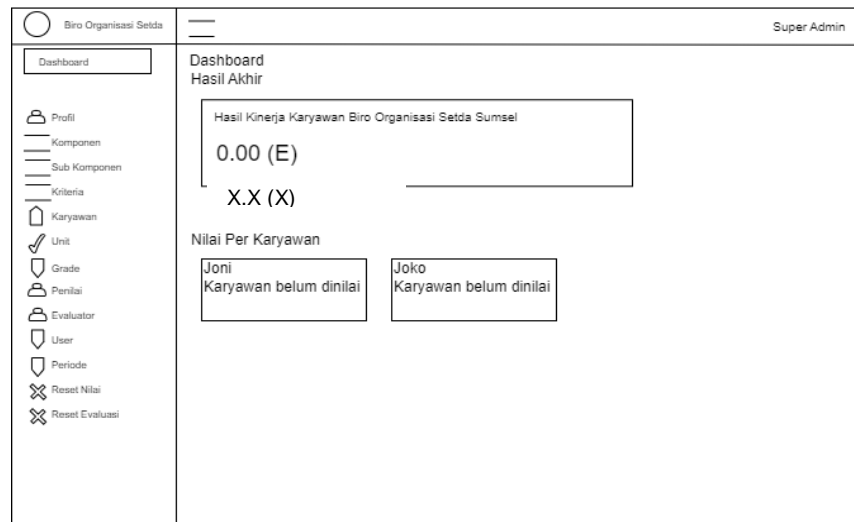 Biro Organisasi Setda
Super Admin
Dashboard
Profil
Komponen
Sub Komponen
Kriteria
Karyawan
Unit
Grade
Penilai
Evaluator
User
Periode
Reset Nilai
Reset Evaluasi
Dashboard
Hasil Akhir
Hasil Kinerja Karyawan Biro Organisasi Setda Sumsel
0.00 (E)
X.X (X)
Nilai Per Karyawan
Joni
Karyawan belum dinilai
Joko
Karyawan belum dinilai